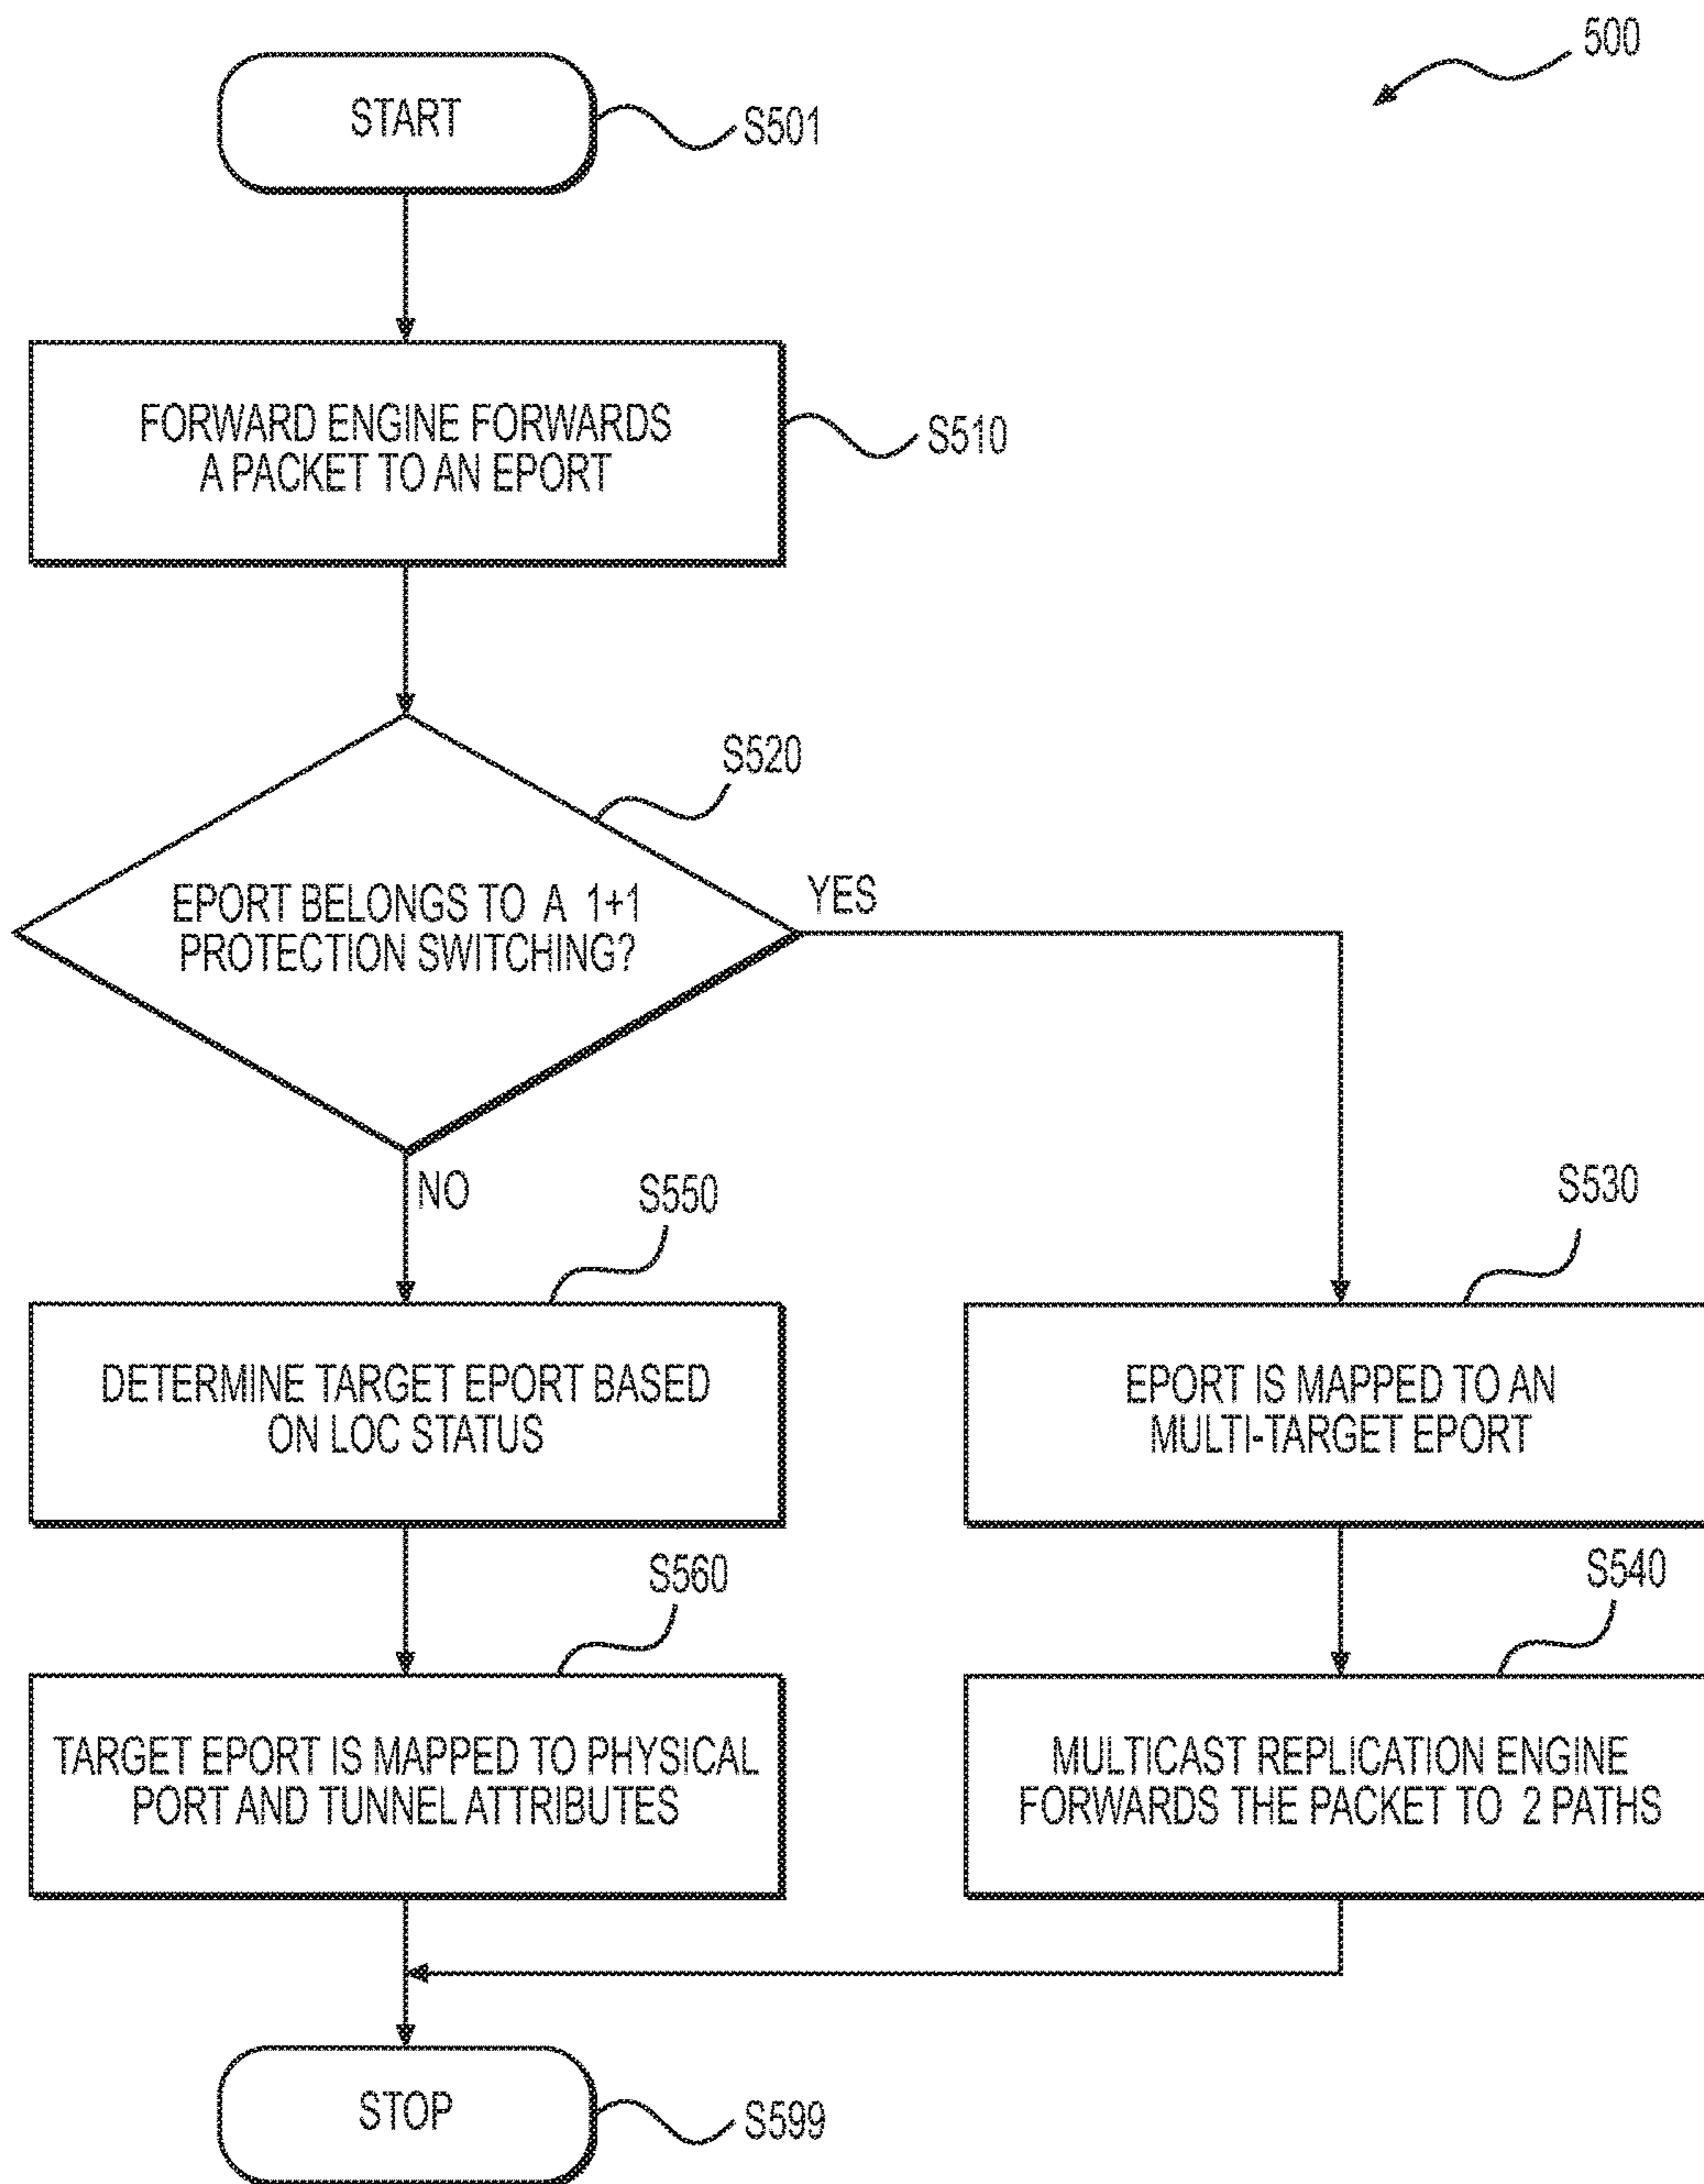 500
START
S501
FORWARD ENGINE FORWARDS
A PACKET TO AN EPORT
S510
S520
EPORT BELONGS TO A 1+1
PROTECTION SWITCHING?
YES
NO
S550
S530
DETERMINE TARGET EPORT BASED
ON LOC STATUS
EPORT IS MAPPED TO AN
MULTI-TARGET EPORT
S560
S540
TARGET EPORT IS MAPPED TO PHYSICAL
PORT AND TUNNEL ATTRIBUTES
MULTICAST REPLICATION ENGINE
FORWARDS THE PACKET TO 2 PATHS
STOP
S599